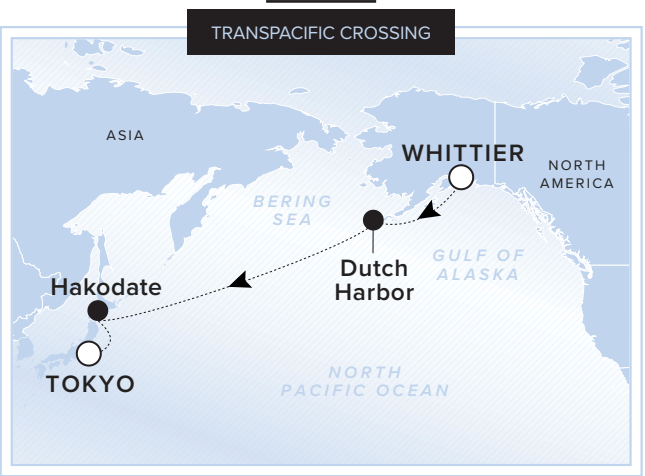 TRANSPACIFIC CROSSING
ASIA
WHITTIER
NORTH
AMERICA
BERING
SEA
GULF OF
ALASKA
Dutch
Harbor
Hakodate
TOKYO
NORTH
PACIFIC OCEAN